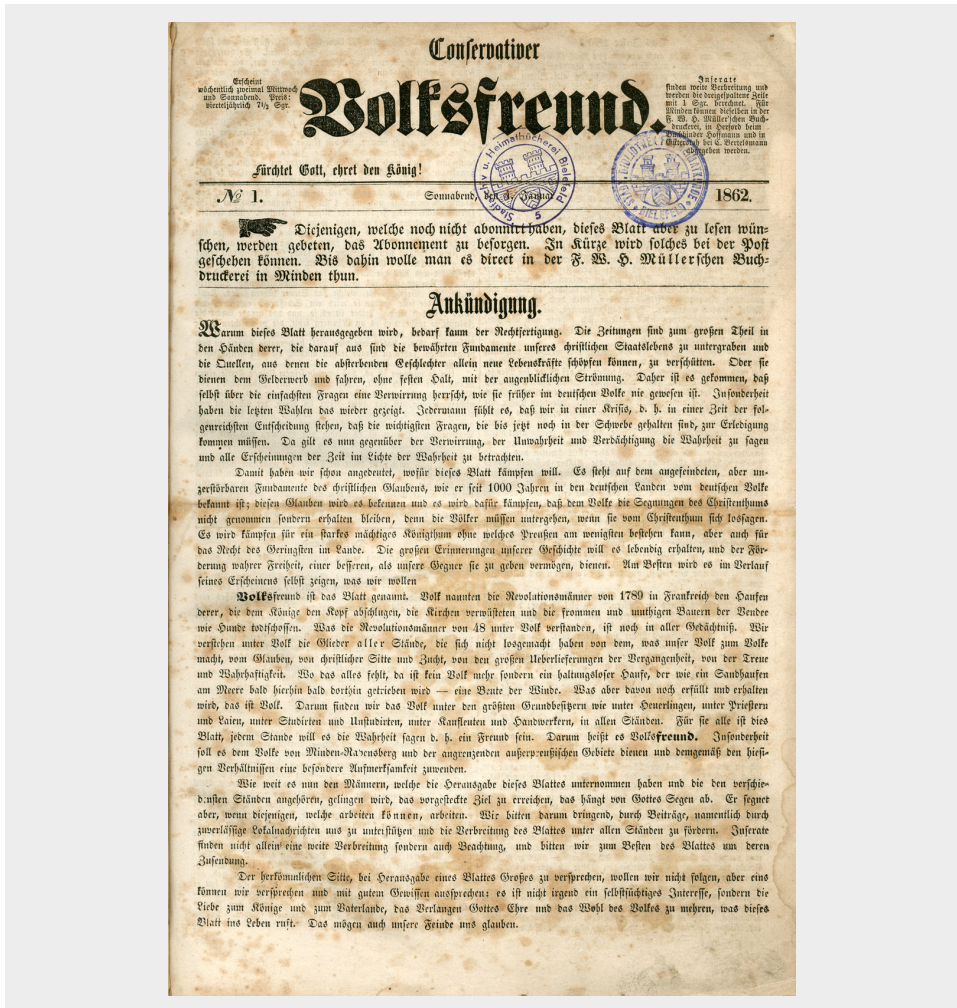 Conservativer
Volksfreund.
Erscheint
wöchentlich zweimal Mittwoch
und Sonnabend. Preis:
vierteljährlich 7½ Sgr.
Inserate
finden weite Verbreitung und
werden die dreigespaltene Zeile
mit 1 Sgr. berechnet. Für
Minden können dieselben in der
F. W. H. Müller'schen Buch-
druckerei, in Herford beim
Buchbinder Hoffmann und in
Gütersloh bei C. Bertelsmann
abgegeben werden.
Fürchtet Gott, ehret den König!
Stadtarchiv u. Heimatbücherei Bielefeld
5
BIELEFELD
№ 1.
Sonnabend, Januar
1862.
Diejenigen, welche noch nicht abonnirt haben, dieses Blatt aber zu lesen wün-
schen, werden gebeten, das Abonnement zu besorgen. In Kürze wird solches bei der Post
geschehen können. Bis dahin wolle man es direct in der F. W. H. Müllerschen Buch-
druckerei in Minden thun.
Ankündigung.
Warum dieses Blatt herausgegeben wird, bedarf kaum der Rechtfertigung. Die Zeitungen sind zum großen Theil in
den Händen derer, die darauf aus sind die bewährten Fundamente unseres christlichen Staatslebens zu untergraben und
die Quellen, aus denen die absterbenden Geschlechter allein neue Lebenskräfte schöpfen können, zu verschütten. Oder sie
dienen dem Gelderwerb und fahren, ohne festen Halt, mit der augenblicklichen Strömung. Daher ist es gekommen, daß
selbst über die einfachsten Fragen eine Verwirrung herrscht, wie sie früher im deutschen Volke nie gewesen ist. Insonderheit
haben die letzten Wahlen das wieder gezeigt. Jedermann fühlt es, daß wir in einer Krisis, d. h. in einer Zeit der fol-
genreichsten Entscheidung stehen, daß die wichtigsten Fragen, die bis jetzt noch in der Schwebe gehalten sind, zur Erledigung
kommen müssen. Da gilt es nun gegenüber der Verwirrung, der Unwahrheit und Verdächtigung die Wahrheit zu sagen
und alle Erscheinungen der Zeit im Lichte der Wahrheit zu betrachten.
Damit haben wir schon angedeutet, wofür dieses Blatt kämpfen will. Es steht auf dem angefeindeten, aber un-
zerstörbaren Fundamente des christlichen Glaubens, wie er seit 1000 Jahren in den deutschen Landen vom deutschen Volke
bekannt ist; diesen Glauben wird es bekennen und es wird dafür kämpfen, daß dem Volke die Segnungen des Christenthums
nicht genommen sondern erhalten bleiben, denn die Völker müssen untergehen, wenn sie vom Christenthum sich lossagen.
Es wird kämpfen für ein starkes mächtiges Königthum ohne welches Preußen am wenigsten bestehen kann, aber auch für
das Recht des Geringsten im Lande. Die großen Erinnerungen unserer Geschichte will es lebendig erhalten, und der För-
derung wahrer Freiheit, einer besseren, als unsere Gegner sie zu geben vermögen, dienen. Am Besten wird es im Verlauf
seines Erscheinens selbst zeigen, was wir wollen
Volksfreund ist das Blatt genannt. Volk nannten die Revolutionsmänner von 1789 in Frankreich den Haufen
derer, die dem Könige den Kopf abschlugen, die Kirchen verwüsteten und die frommen und muthigen Bauern der Vendee
wie Hunde todtschossen. Was die Revolutionsmänner von 48 unter Volk verstanden, ist noch in aller Gedächtniß. Wir
verstehen unter Volk die Glieder aller Stände, die sich nicht losgemacht haben von dem, was unser Volk zum Volke
macht, vom Glauben, von christlicher Sitte und Zucht, von den großen Ueberlieferungen der Vergangenheit, von der Treue
und Wahrhaftigkeit. Wo das alles fehlt, da ist kein Volk mehr sondern ein haltungsloser Haufe, der wie ein Sandhaufen
am Meere bald hierhin bald dorthin getrieben wird — eine Beute der Winde. Was aber davon noch erfüllt und erhalten
wird, das ist Volk. Darum finden wir das Volk unter den größten Grundbesitzern wie unter Heuerlingen, unter Priestern
und Laien, unter Studirten und Unstudirten, unter Kaufleuten und Handwerkern, in allen Ständen. Für sie alle ist dies
Blatt, jedem Stande will es die Wahrheit sagen d. h. ein Freund sein. Darum heißt es Volksfreund. Insonderheit
soll es dem Volke von Minden-Ravensberg und der angrenzenden außerpreußischen Gebiete dienen und demgemäß den hiesi-
gen Verhältnissen eine besondere Aufmerksamkeit zuwenden.
Wie weit es nun den Männern, welche die Herausgabe dieses Blattes unternommen haben und die den verschie-
densten Ständen angehören, gelingen wird, das vorgesteckte Ziel zu erreichen, das hängt von Gottes Segen ab. Er segnet
aber, wenn diejenigen, welche arbeiten können, arbeiten. Wir bitten darum dringend, durch Beiträge, namentlich durch
zuverlässige Lokalnachrichten uns zu unterstützen und die Verbreitung des Blattes unter allen Ständen zu fördern. Inserate
finden nicht allein eine weite Verbreitung sondern auch Beachtung, und bitten wir zum Besten des Blattes um deren
Zusendung.
Der herkömmlichen Sitte, bei Herausgabe eines Blattes Großes zu versprechen, wollen wir nicht folgen, aber eins
können wir versprechen und mit gutem Gewissen aussprechen: es ist nicht irgend ein selbstsüchtiges Interesse, sondern die
Liebe zum Könige und zum Vaterlande, das Verlangen Gottes Ehre und das Wohl des Volkes zu mehren, was dieses
Blatt ins Leben ruft. Das mögen auch unsere Feinde uns glauben.